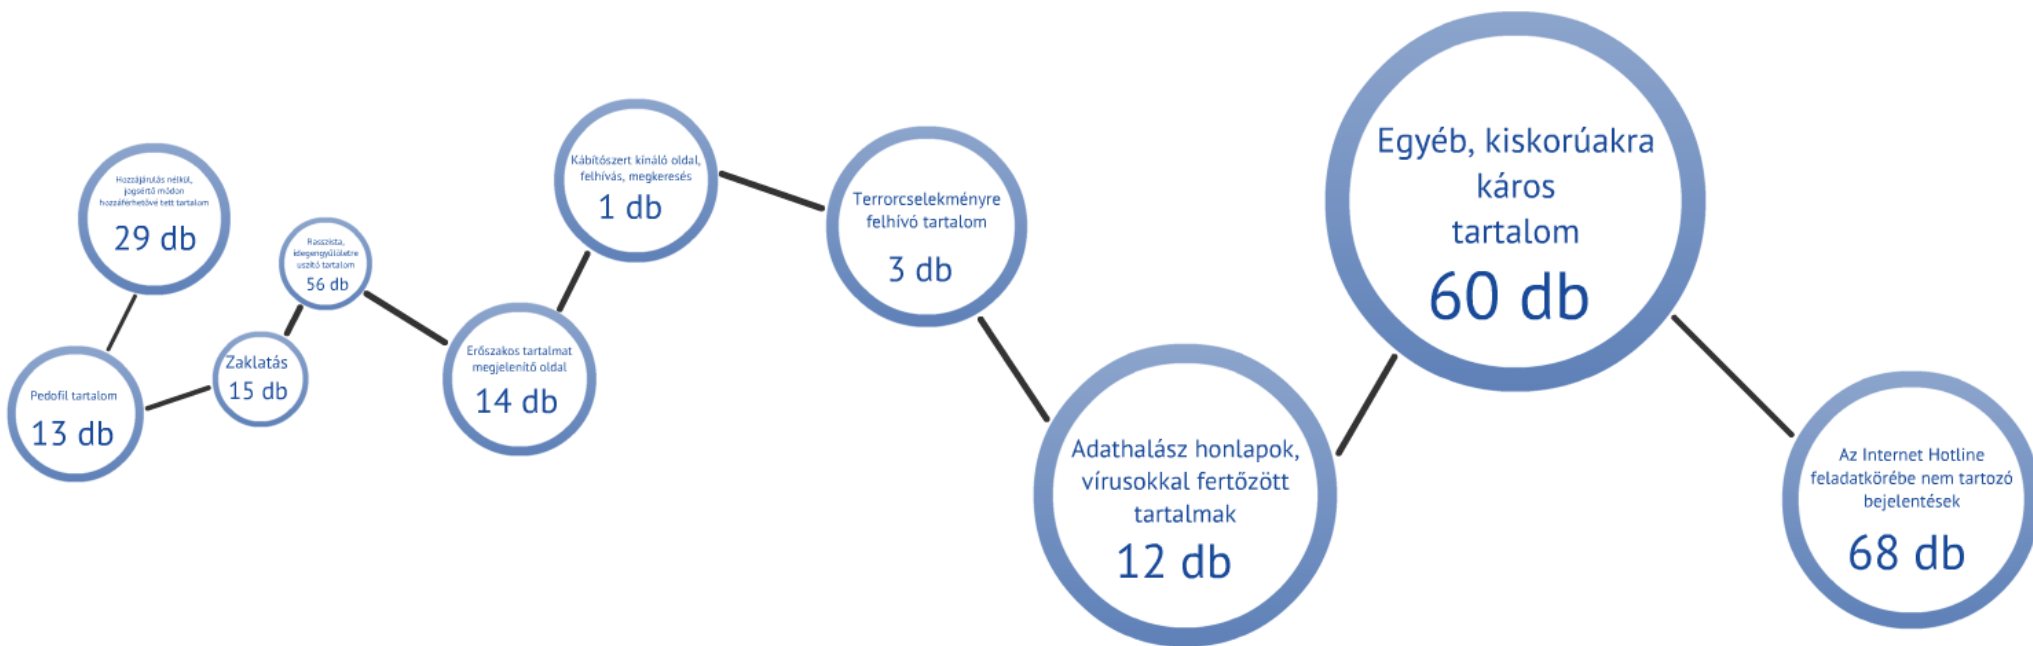 Hozzájárulás nélkül,
jogsértő módon
hozzáférhetővé tett tartalom
29 db
Pedofil tartalom
13 db
Zaklatás
15 db
Rasszista,
idegengyűlöletre
uszító tartalom
56 db
Erőszakos tartalmat
megjelenítő oldal
14 db
Kábítószert kínáló oldal,
felhívás, megkeresés
1 db
Terrorcselekményre
felhívó tartalom
3 db
Adathalász honlapok,
vírusokkal fertőzött
tartalmak
12 db
Egyéb, kiskorúakra
káros
tartalom
60 db
Az Internet Hotline
feladatkörébe nem tartozó
bejelentések
68 db